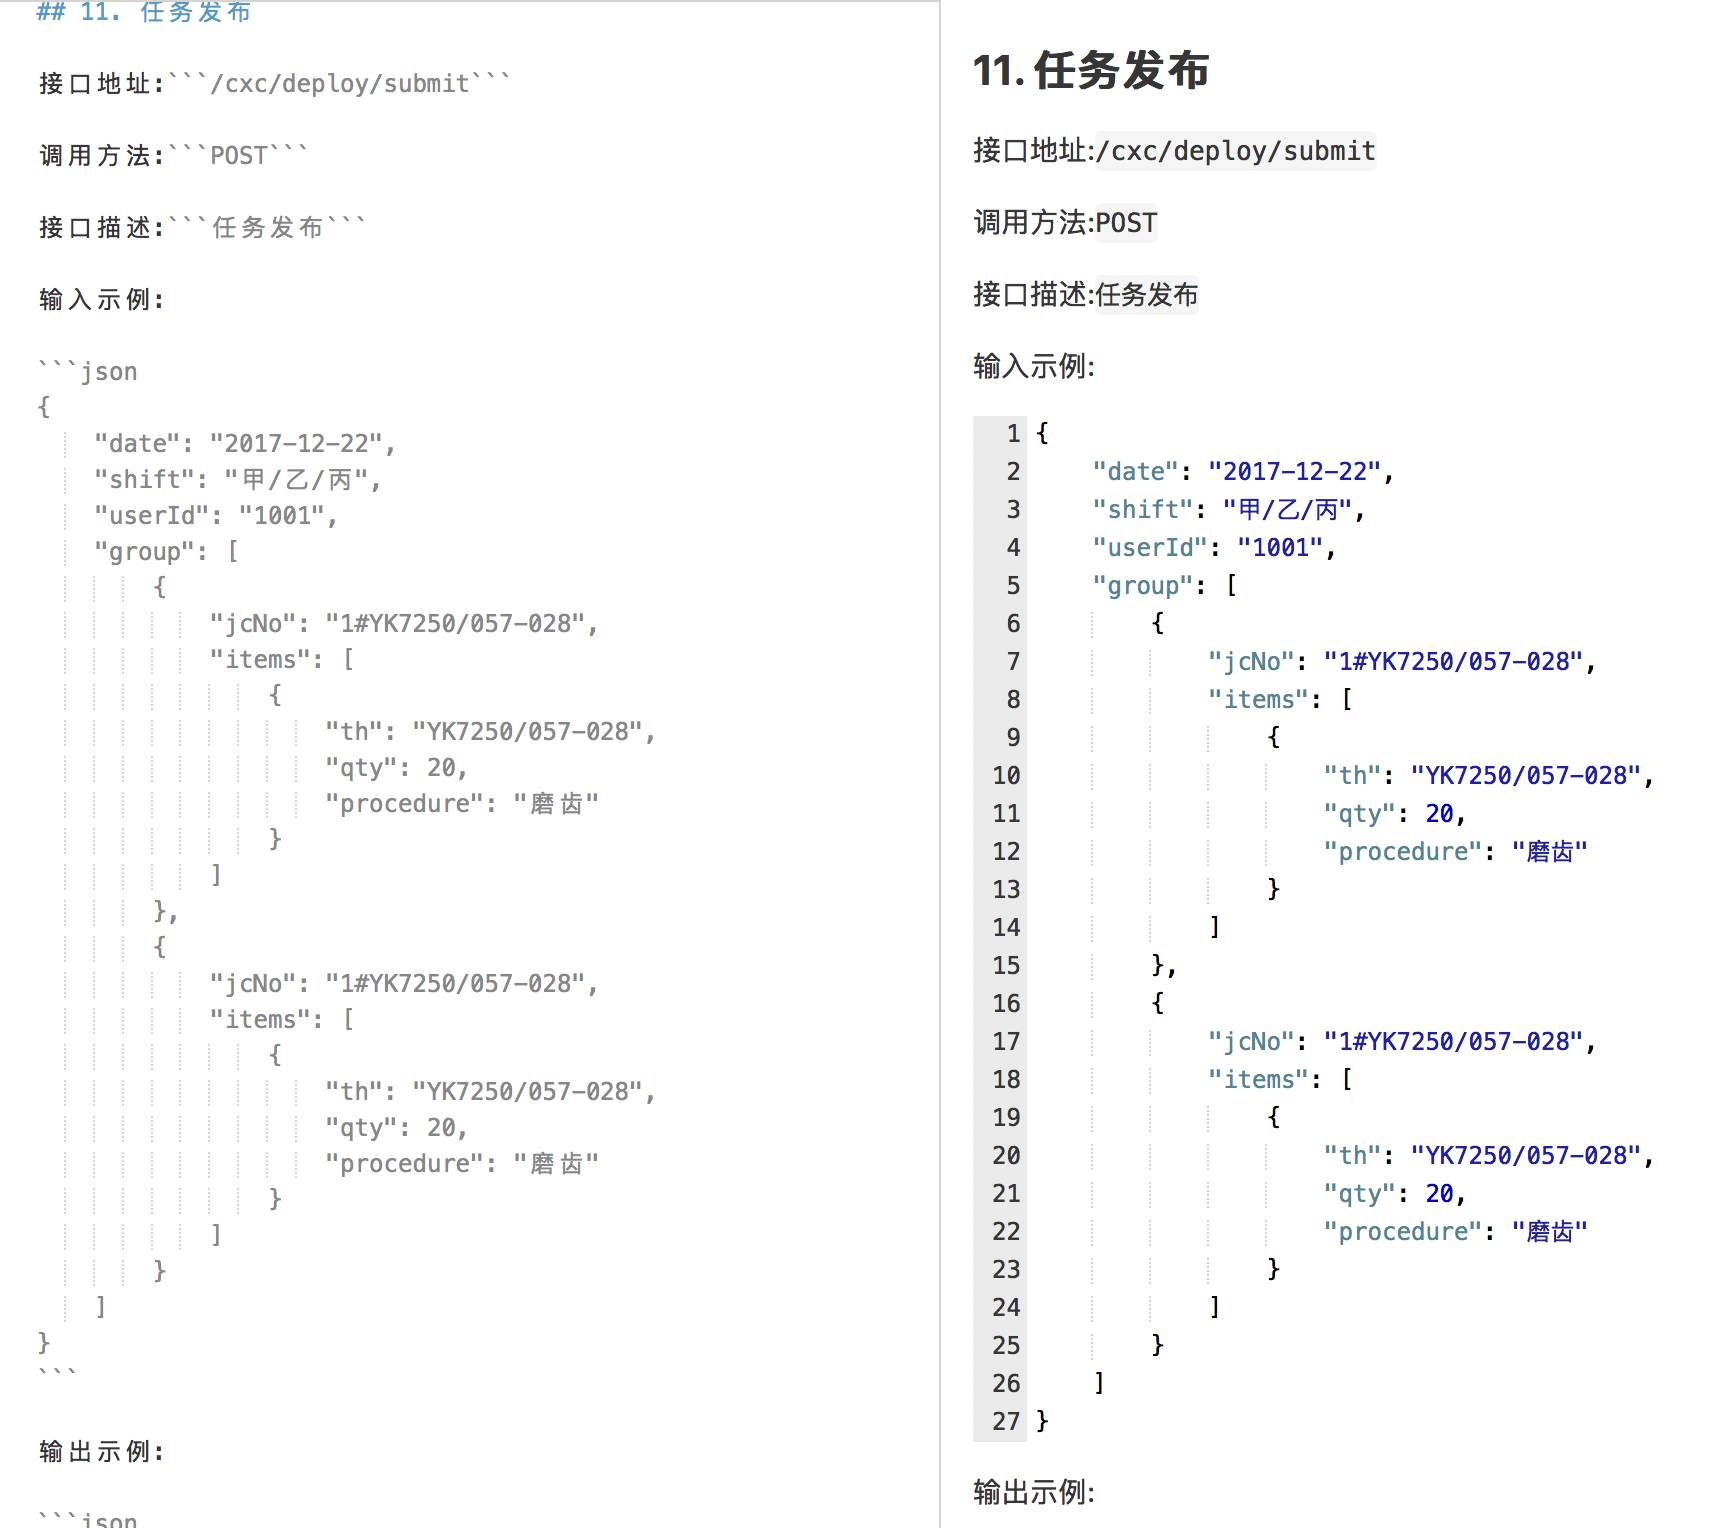 ## 11. 任务发布
接口地址:```/cxc/deploy/submit```
调用方法:```POST```
接口描述:```任务发布```
输入示例:
```json
{
"date": "2017-12-22",
"shift": "甲/乙/丙",
"userId": "1001",
"group": [
{
"jcNo": "1#YK7250/057-028",
"items": [
{
"th": "YK7250/057-028",
"qty": 20,
"procedure": "磨齿"
}
]
},
{
"jcNo": "1#YK7250/057-028",
"items": [
{
"th": "YK7250/057-028",
"qty": 20,
"procedure": "磨齿"
}
]
}
]
}
```
输出示例:
```json
11. 任务发布
接口地址:/cxc/deploy/submit
调用方法:POST
接口描述:任务发布
输入示例:
1 {
2 "date": "2017-12-22",
3 "shift": "甲/乙/丙",
4 "userId": "1001",
5 "group": [
6 {
7 "jcNo": "1#YK7250/057-028",
8 "items": [
9 {
10 "th": "YK7250/057-028",
11 "qty": 20,
12 "procedure": "磨齿"
13 }
14 ]
15 },
16 {
17 "jcNo": "1#YK7250/057-028",
18 "items": [
19 {
20 "th": "YK7250/057-028",
21 "qty": 20,
22 "procedure": "磨齿"
23 }
24 ]
25 }
26 ]
27 }
输出示例: